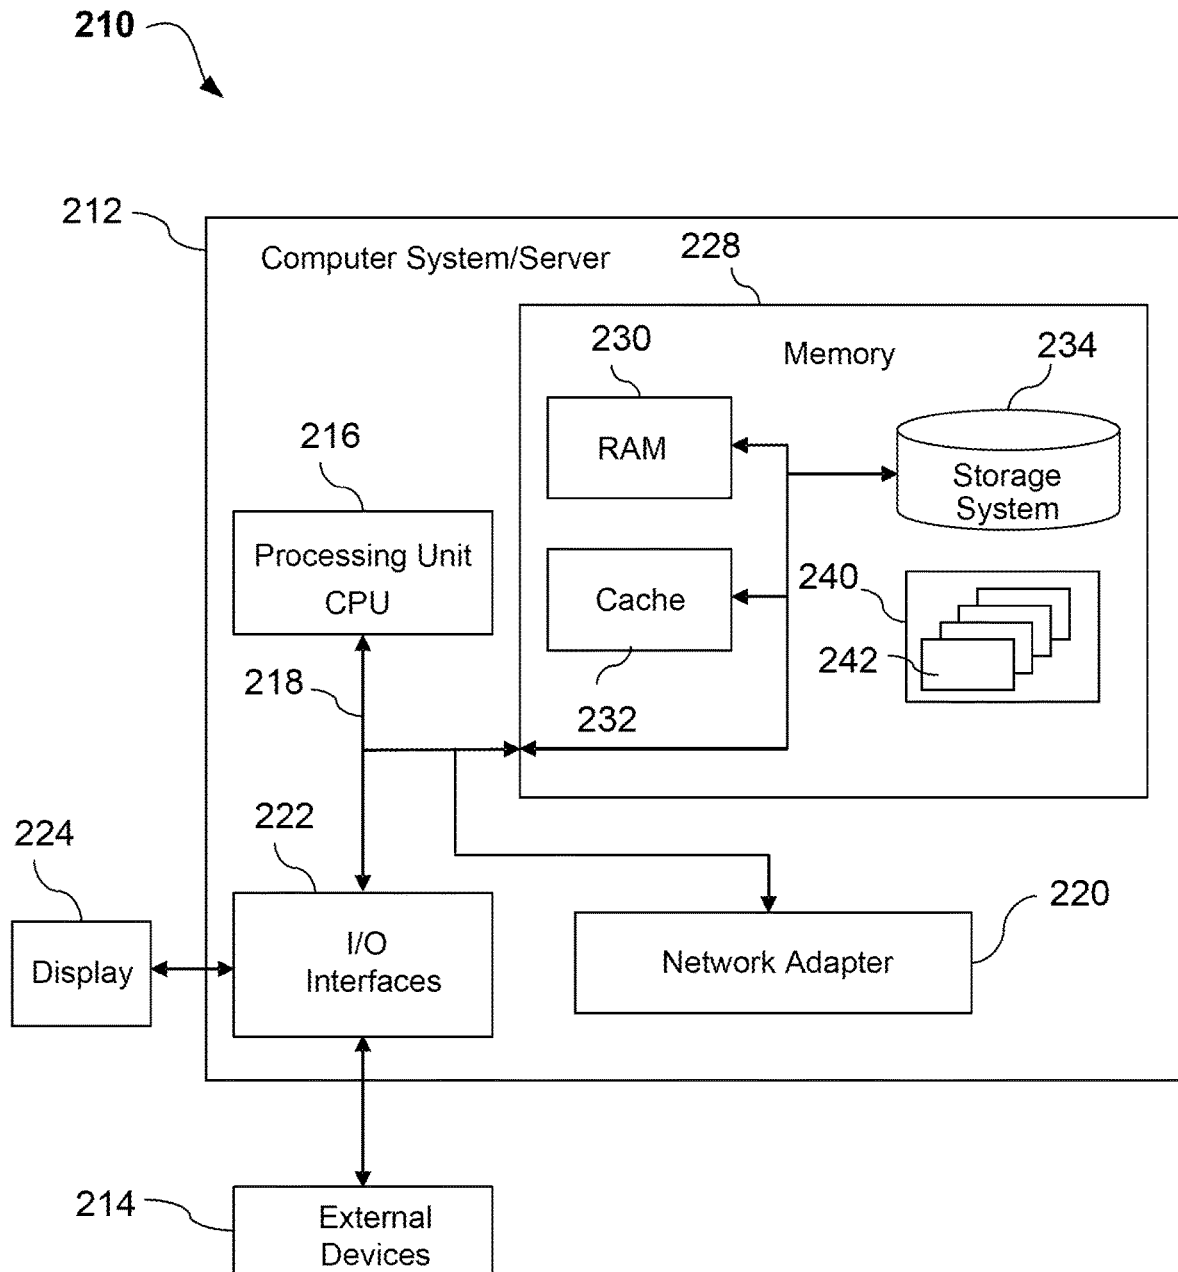 210
212
Computer System/Server
228
230
Memory
234
RAM
216
Storage
System
Processing Unit
CPU
240
Cache
242
218
232
222
224
220
I/O
Interfaces
Network Adapter
Display
214
External
Devices